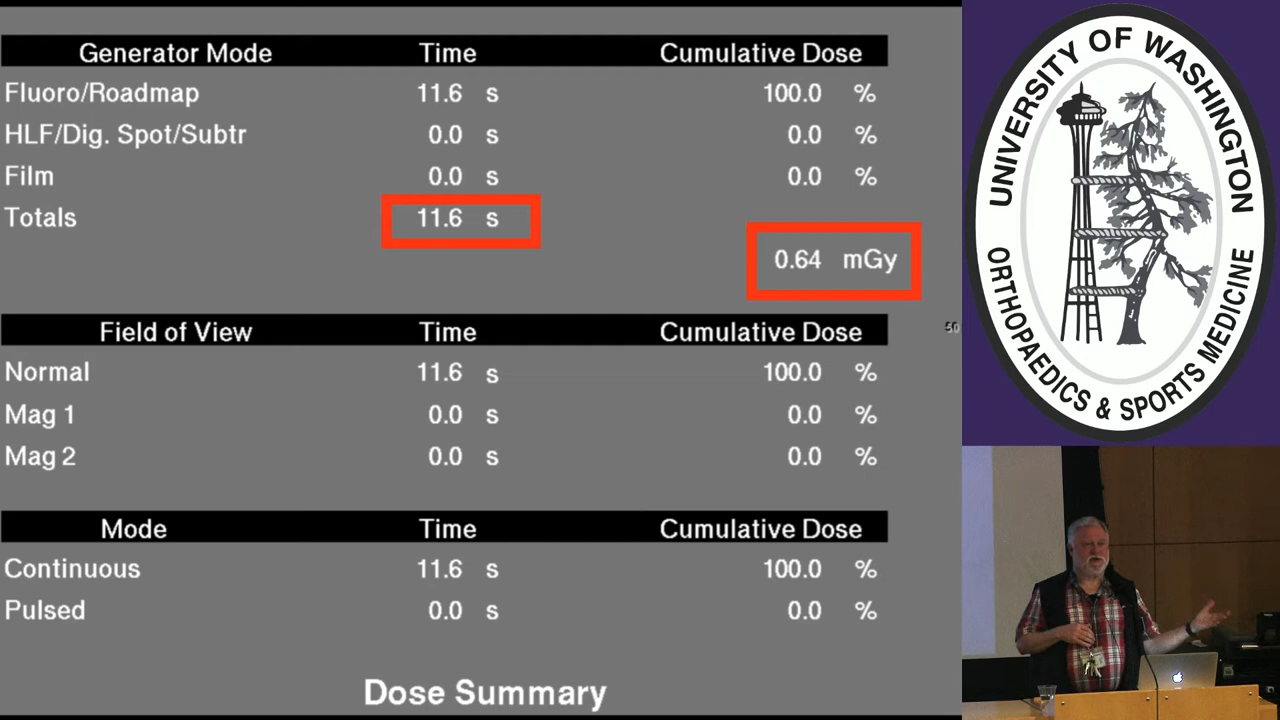 Generator Mode Time Cumulative Dose
Fluoro/Roadmap 11.6 s 100.0 %
HLF/Dig. Spot/Subtr 0.0 s 0.0 %
Film 0.0 s 0.0 %
Totals 11.6 s
0.64 mGy
Field of View Time Cumulative Dose
50
Normal 11.6 s 100.0 %
Mag 1 0.0 s 0.0 %
Mag 2 0.0 s 0.0 %
Mode Time Cumulative Dose
Continuous 11.6 s 100.0 %
Pulsed 0.0 s 0.0 %
Dose Summary
UNIVERSITY OF WASHINGTON
ORTHOPAEDICS & SPORTS MEDICINE